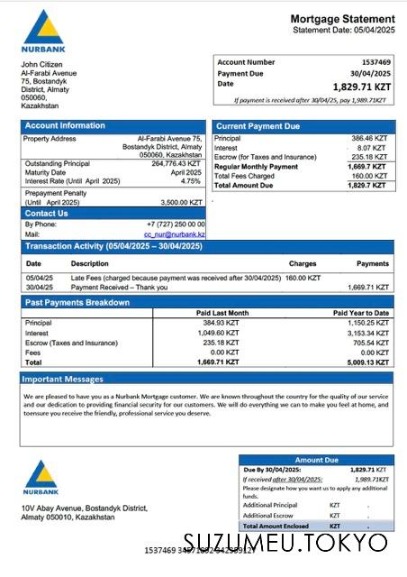 NURBANK
Mortgage Statement
Statement Date: 05/04/2025
John Citizen
Al-Farabi Avenue
75, Bostandyk
District, Almaty
050060,
Kazakhstan
Account Number 1537469
Payment Due 30/04/2025
Date 1,829.71 KZT
If payment is received after 30/04/25, pay 1,989.71KZT
Account Information
Property Address Al-Farabi Avenue 75,
Bostandyk District, Almaty
050060, Kazakhstan
Outstanding Principal 264,776.43 KZT
Maturity Date April 2025
Interest Rate (Until April 2025) 4.75%
Prepayment Penalty
(Until April 2025) 3,500.00 KZT
Contact Us
By Phone: +7 (727) 250 00 00
Mail: cc_nur@nurbank.kz
Current Payment Due
Principal 386.46 KZT
Interest 8.07 KZT
Escrow (for Taxes and Insurance) 235.18 KZT
Regular Monthly Payment 1,669.7 KZT
Total Fees Charged 160.00 KZT
Total Amount Due 1,829.7 KZT
Transaction Activity (05/04/2025 – 30/04/2025)
Date Description Charges Payments
05/04/25 Late Fees (charged because payment was received after 30/04/2025) 160.00 KZT
30/04/25 Payment Received – Thank you 1,669.71 KZT
Past Payments Breakdown
Paid Last Month Paid Year to Date
Principal 384.93 KZT 1,150.25 KZT
Interest 1,049.60 KZT 3,153.34 KZT
Escrow (Taxes and Insurance) 235.18 KZT 705.54 KZT
Fees 0.00 KZT 0.00 KZT
Total 1,669.71 KZT 5,009.13 KZT
Important Messages
We are pleased to have you as a Nurbank Mortgage customer. We are known throughout the country for the quality of our service
and our dedication to providing financial security for our customers. We will do everything we can to make you feel at home, and
toensure you receive the friendly, professional service you deserve.
NURBANK
10V Abay Avenue, Bostandyk District,
Almaty 050010, Kazakhstan
Amount Due
Due By 30/04/2025: 1,829.71 KZT
If received after 30/04/2025: 1,989.71KZT
Please designate how you want us to apply any additional
funds.
Additional Principal KZT .
Additional Escrow KZT .
Total Amount Enclosed KZT .
SUZUMEU.TOKYO
1537469